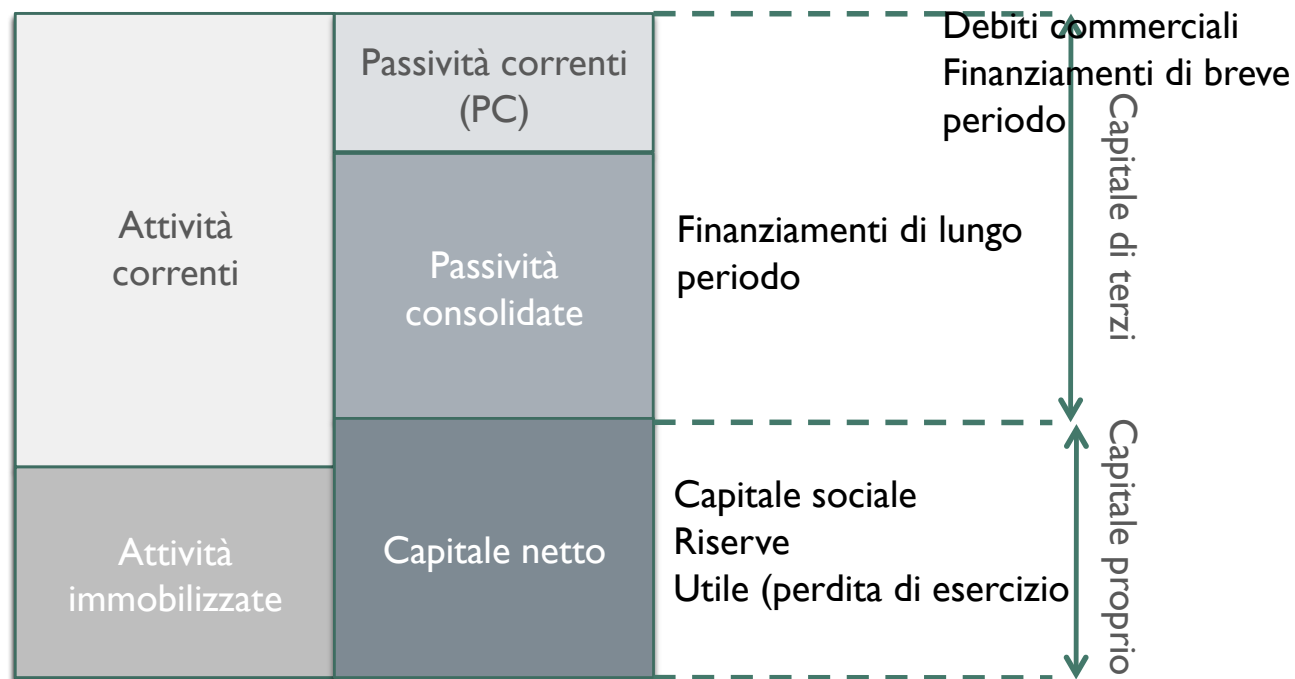 Attività
correnti
Attività
immobilizzate
Passività correnti
(PC)
Passività
consolidate
Capitale netto
Debiti commerciali
Finanziamenti di breve
periodo
Finanziamenti di lungo
periodo
Capitale sociale
Riserve
Utile (perdita di esercizio
Capitale di terzi
Capitale proprio